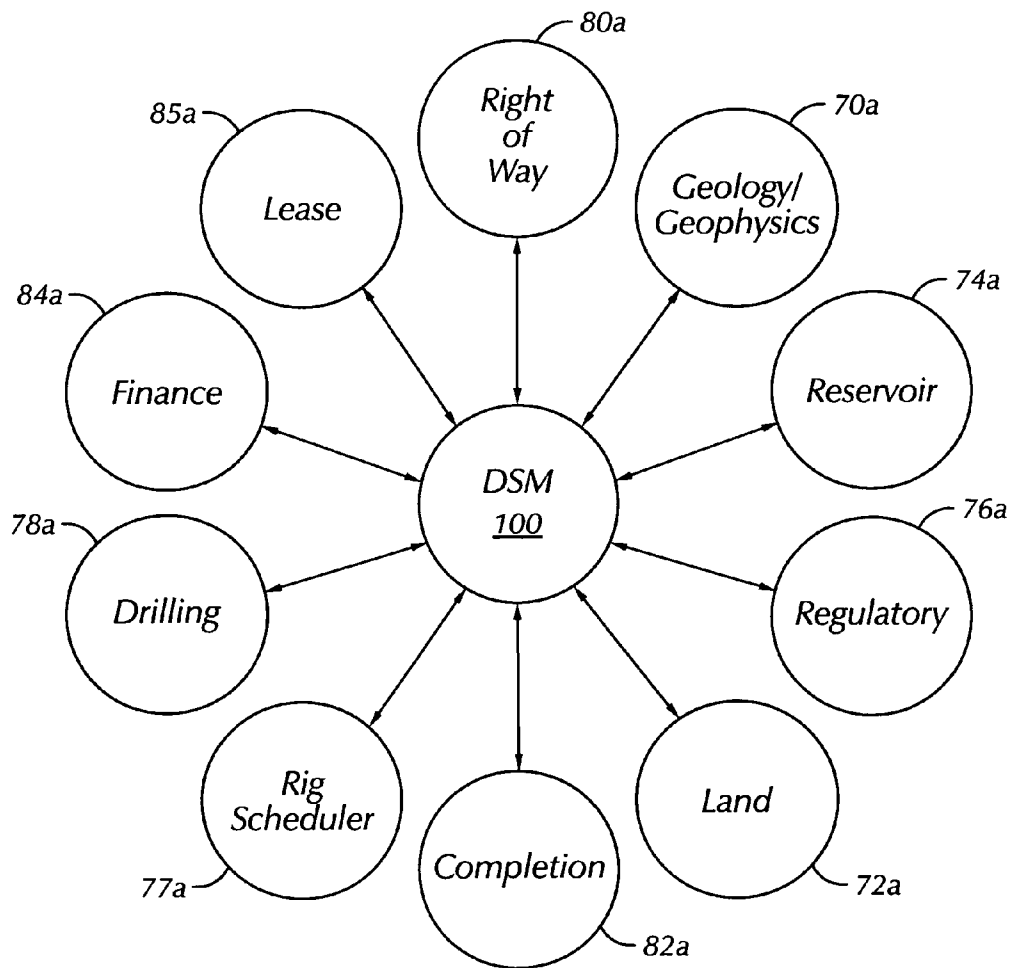 80a
Right
of
Way
85a
Lease
70a
Geology/
Geophysics
84a
Finance
74a
Reservoir
DSM
100
78a
Drilling
76a
Regulatory
Rig
Scheduler
77a
Completion
82a
Land
72a